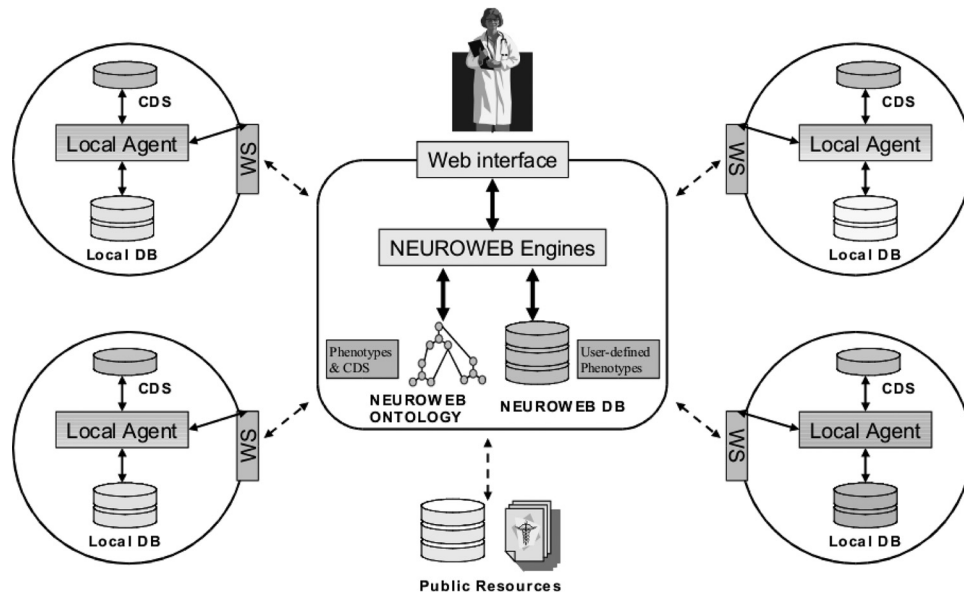 CDS
Local Agent
WS
Local DB
Web interface
NEUROWEB Engines
Phenotypes
& CDS
User-defined
Phenotypes
NEUROWEB
ONTOLOGY
NEUROWEB DB
CDS
WS
Local Agent
Local DB
CDS
Local Agent
WS
Local DB
CDS
WS
Local Agent
Local DB
Public Resources